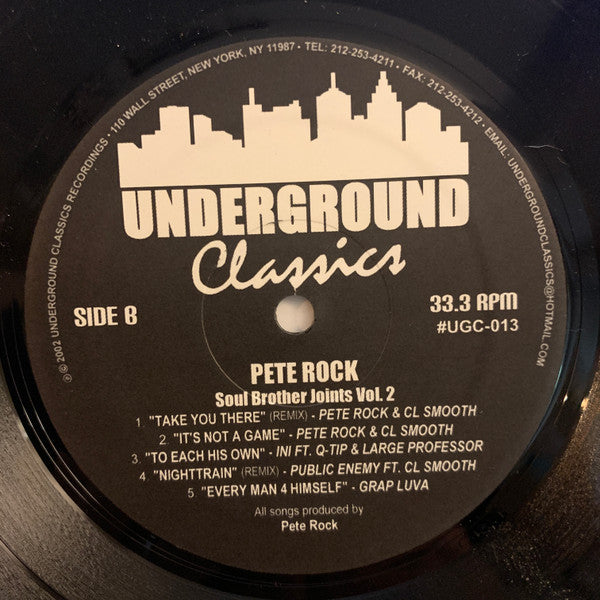 ℗ © 2002 UNDERGROUND CLASSICS RECORDINGS • 110 WALL STREET, NEW YORK, NY 11987 • TEL: 212-253-4211 • FAX: 212-253-4212 • EMAIL: UNDERGROUNDCLASSICS@HOTMAIL.COM
UNDERGROUND
Classics
SIDE B
33.3 RPM
#UGC-013
PETE ROCK
Soul Brother Joints Vol. 2
1. "TAKE YOU THERE" (REMIX) - PETE ROCK & CL SMOOTH
2. "IT'S NOT A GAME" - PETE ROCK & CL SMOOTH
3. "TO EACH HIS OWN" - INI FT. Q-TIP & LARGE PROFESSOR
4. "NIGHTTRAIN" (REMIX) - PUBLIC ENEMY FT. CL SMOOTH
5 "EVERY MAN 4 HIMSELF" - GRAP LUVA
All songs produced by
Pete Rock